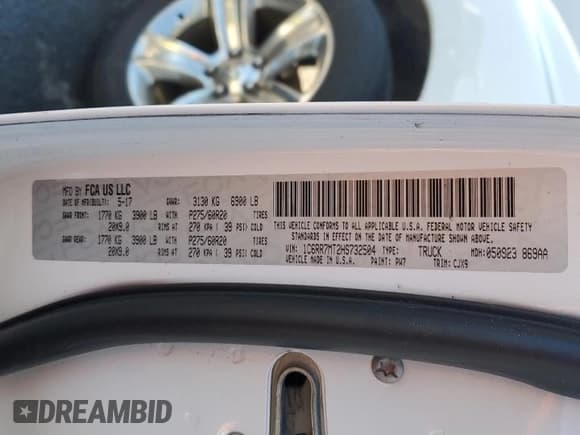 MFD BY FCA US LLC
DATE OF MFR(BUILT): 5-17 GVWR: 3130 KG 6900 LB
GAWR FRONT: 1770 KG 3900 LB WITH P275/60R20 TIRES
20X9.0 RIMS AT 270 KPA ( 39 PSI) COLD
GAWR REAR: 1770 KG 3900 LB WITH P275/60R20 TIRES
20X9.0 RIMS AT 270 KPA ( 39 PSI) COLD
THIS VEHICLE CONFORMS TO ALL APPLICABLE U.S.A. FEDERAL MOTOR VEHICLE SAFETY
STANDARDS IN EFFECT ON THE DATE OF MANUFACTURE SHOWN ABOVE.
VIN: 1C6RR7MT2HS732504 TRUCK MDH:050923 869AA
VEHICLE MADE IN U.S.A. PAINT: PW7 TRIM: CJX9
DREAMBID